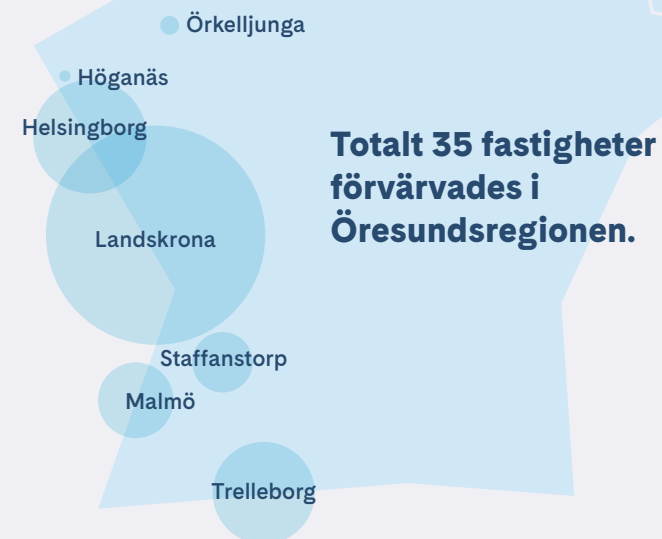 Örkelljunga
Höganäs
Helsingborg
Totalt 35 fastigheter
förvärvades i
Öresundsregionen.
Landskrona
Staffanstorp
Malmö
Trelleborg